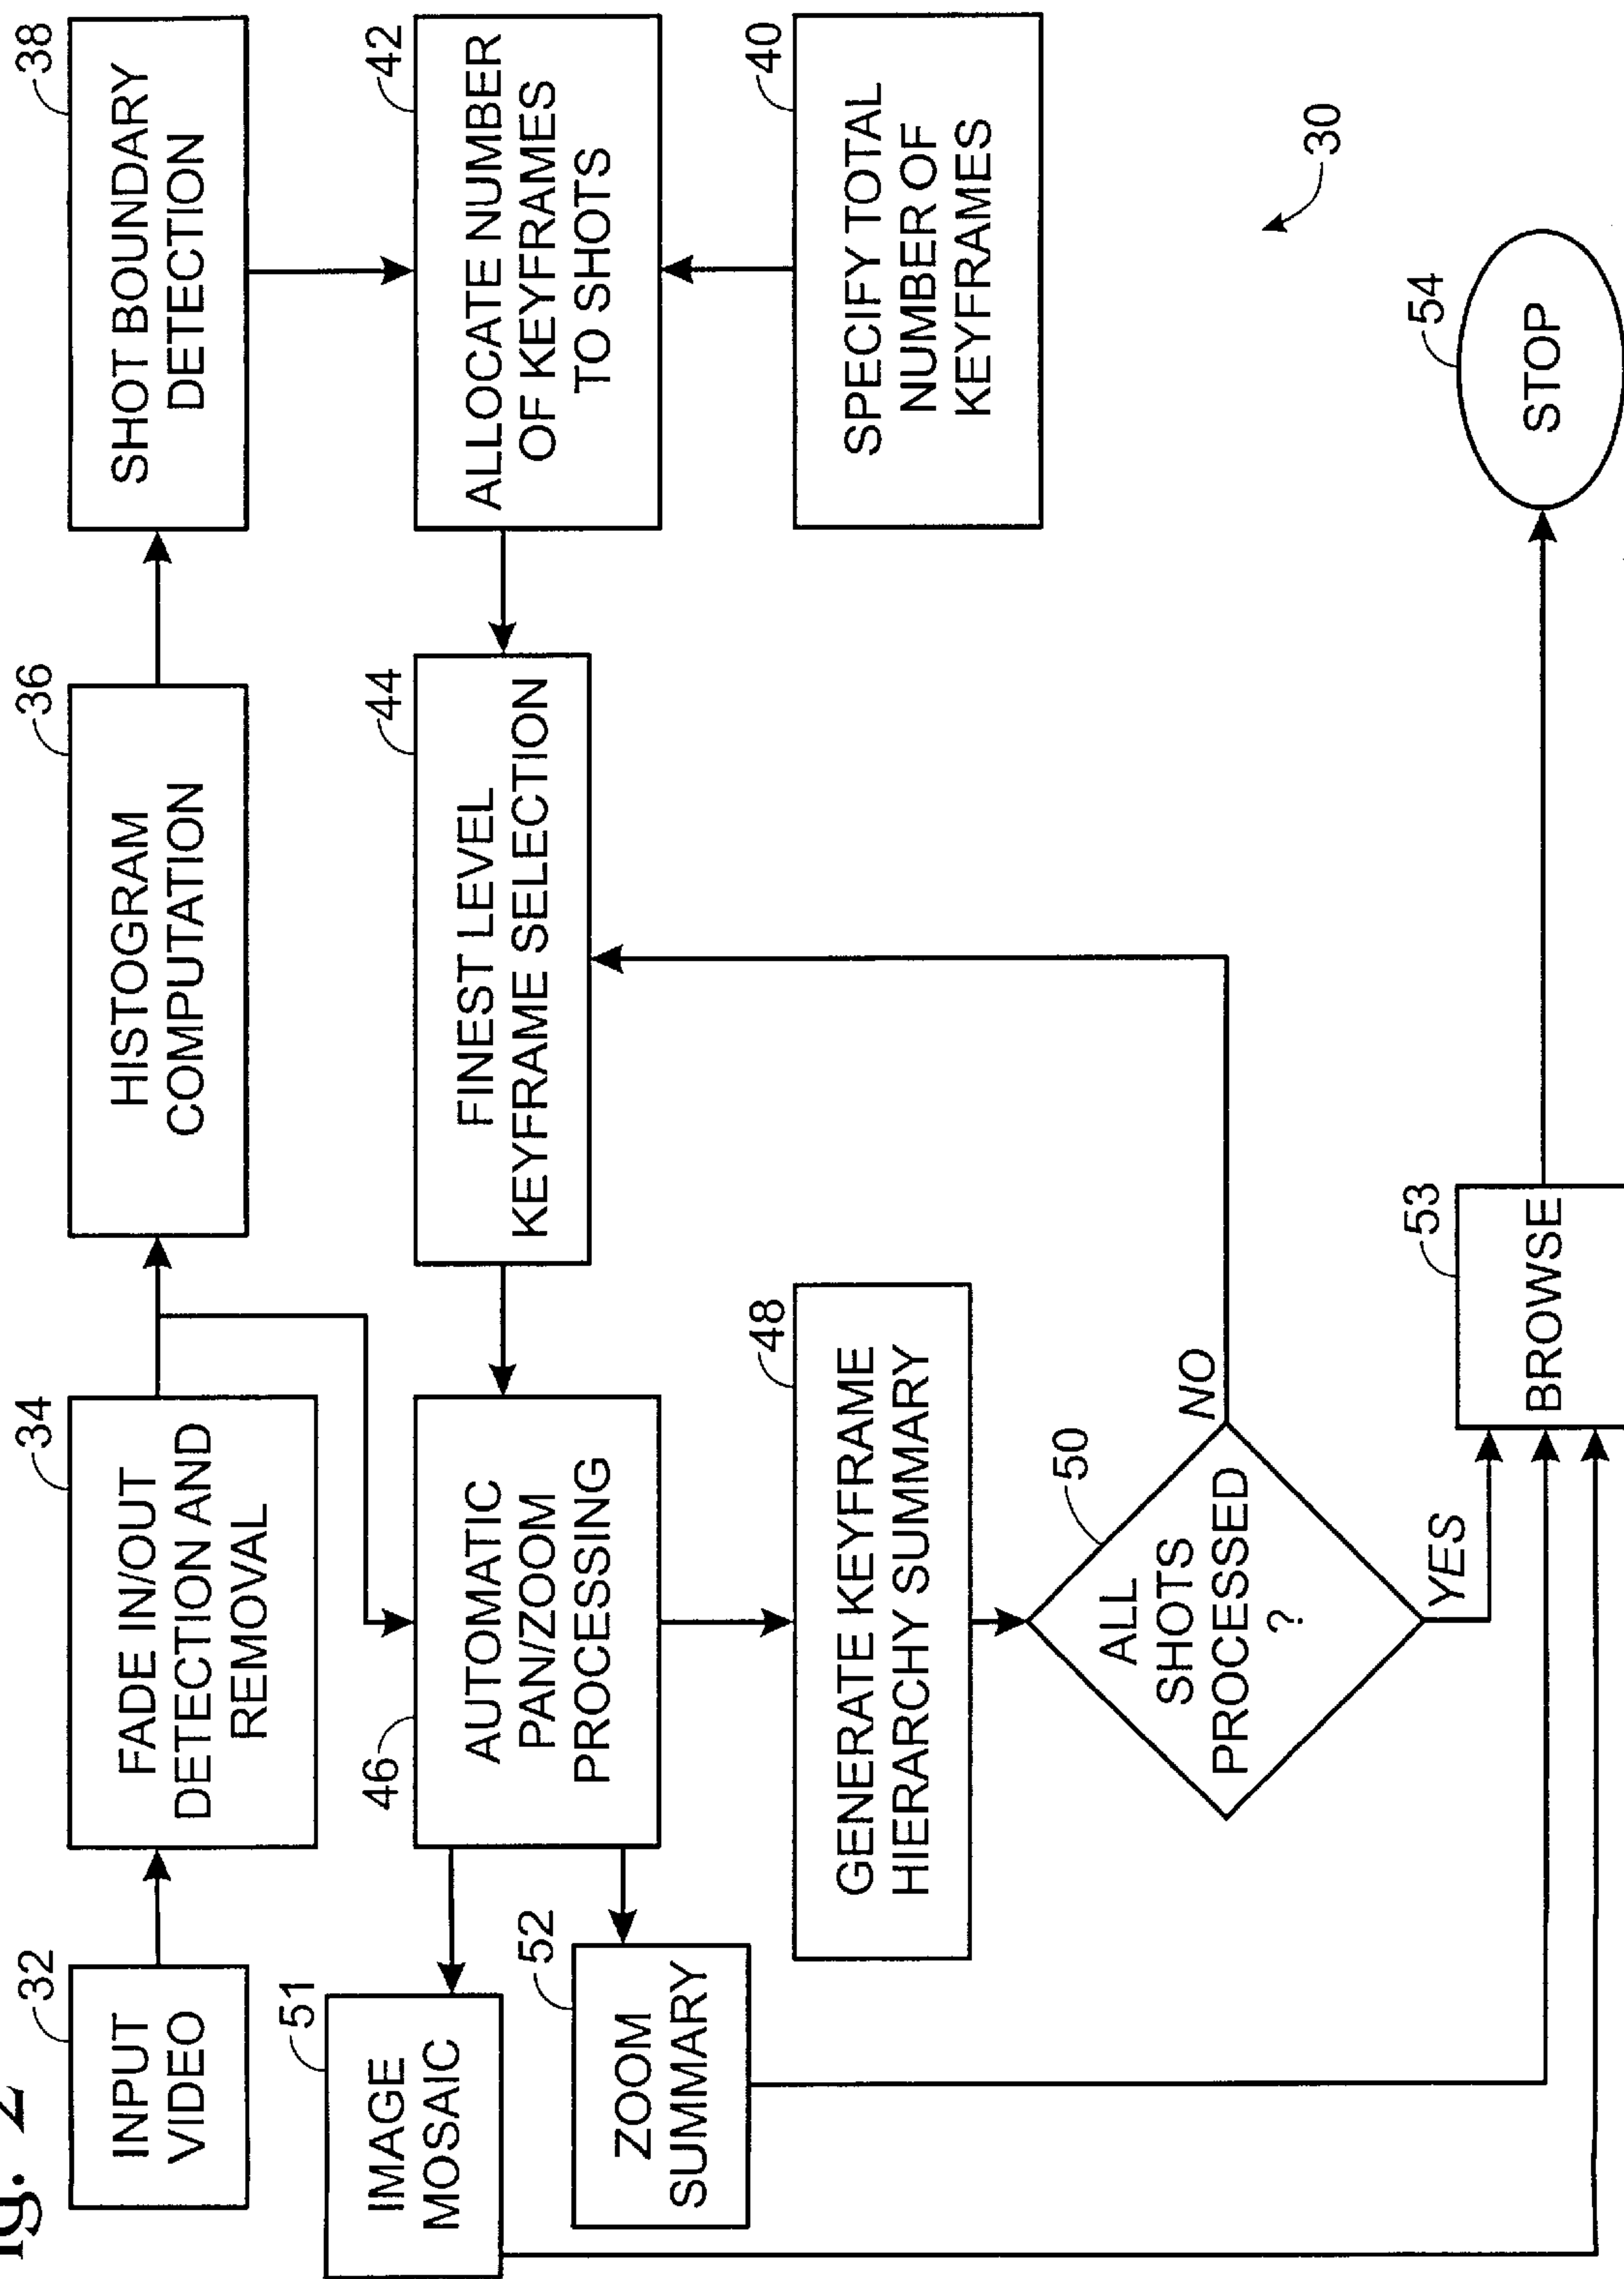 ig. 2
32
INPUT
VIDEO
34
FADE IN/OUT
DETECTION AND
REMOVAL
36
HISTOGRAM
COMPUTATION
38
SHOT BOUNDARY
DETECTION
51
IMAGE
MOSAIC
46
AUTOMATIC
PAN/ZOOM
PROCESSING
44
FINEST LEVEL
KEYFRAME SELECTION
42
ALLOCATE NUMBER
OF KEYFRAMES
TO SHOTS
52
ZOOM
SUMMARY
48
GENERATE KEYFRAME
HIERARCHY SUMMARY
40
SPECIFY TOTAL
NUMBER OF
KEYFRAMES
50
ALL
SHOTS
PROCESSED
?
NO
YES
30
53
BROWSE
54
STOP